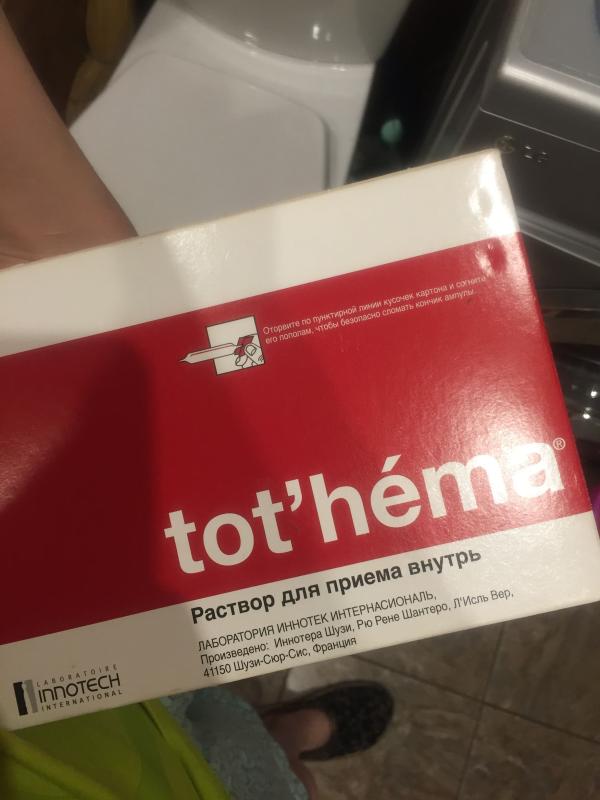 Оторвите по пунктирной линии кусочек картона и согните
его пополам, чтобы безопасно сломать кончик ампулы.
tot'héma®
Раствор для приема внутрь
ЛАБОРАТОРИЯ ИННОТЕК ИНТЕРНАСИОНАЛЬ,
Произведено: Иннотера Шузи, Рю Рене Шантеро, Л'Исль Вер,
41150 Шузи-Сюр-Сис, Франция
LABORATOIRE
INNOTECH
INTERNATIONAL